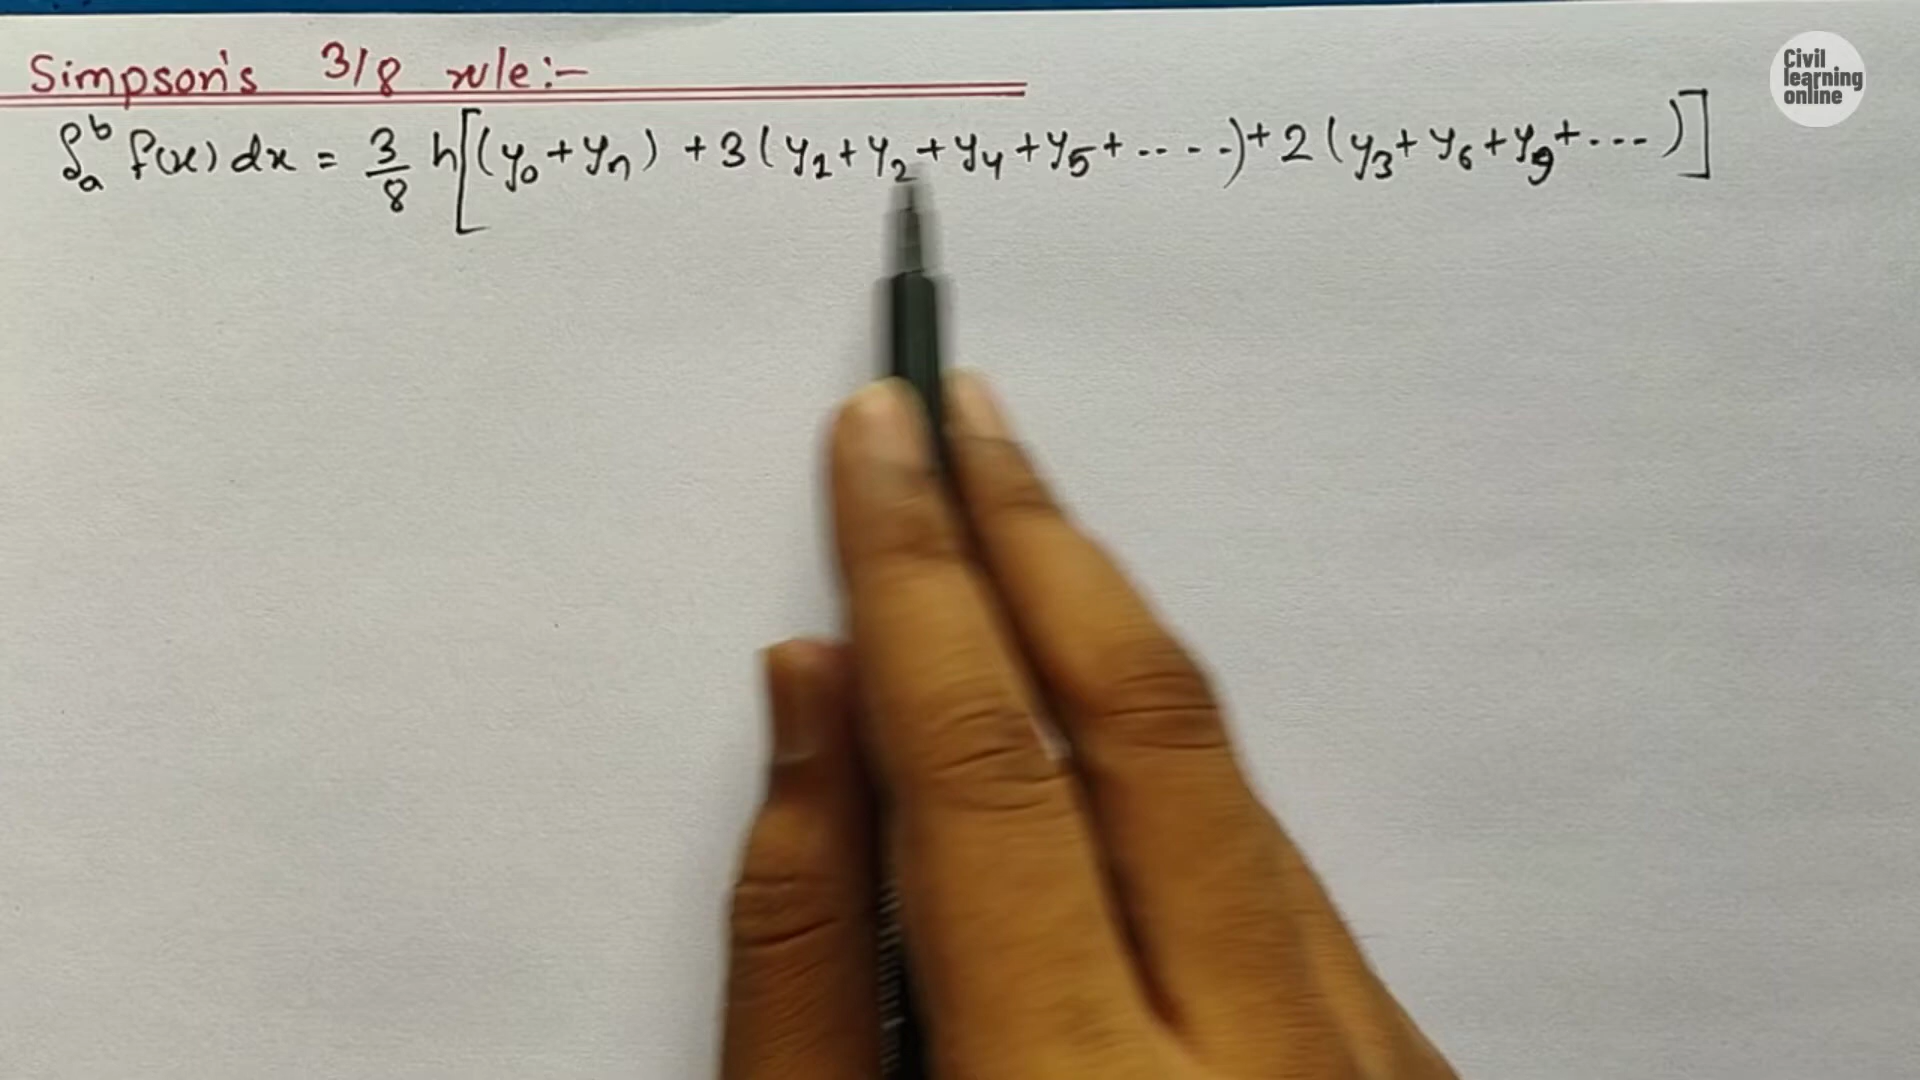 Simpson's 3/8 rule:-
∫ₐᵇ f(x) dx = 3/8 h[(y₀+yₙ) +3(y₁+y₂+y₄+y₅+.....)+2(y₃+y₆+y₉+...)]
Civil
learning
online